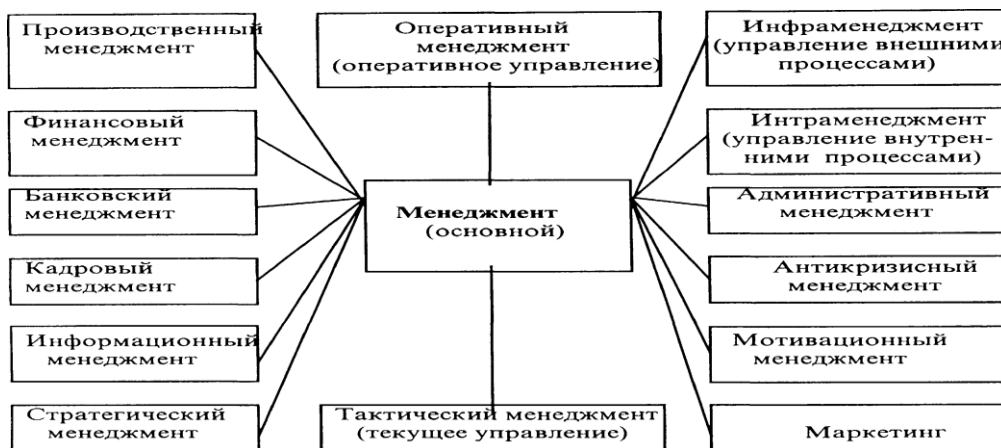 Производственный
менеджмент
Оперативный
менеджмент
(оперативное управление)
Инфраменеджмент
(управление внешними
процессами)
Финансовый
менеджмент
Интраменеджмент
(управление внутрен-
ними процессами)
Банковский
менеджмент
Менеджмент
(основной)
Административный
менеджмент
Кадровый
менеджмент
Антикризисный
менеджмент
Информационный
менеджмент
Мотивационный
менеджмент
Стратегический
менеджмент
Тактический менеджмент
(текущее управление)
Маркетинг